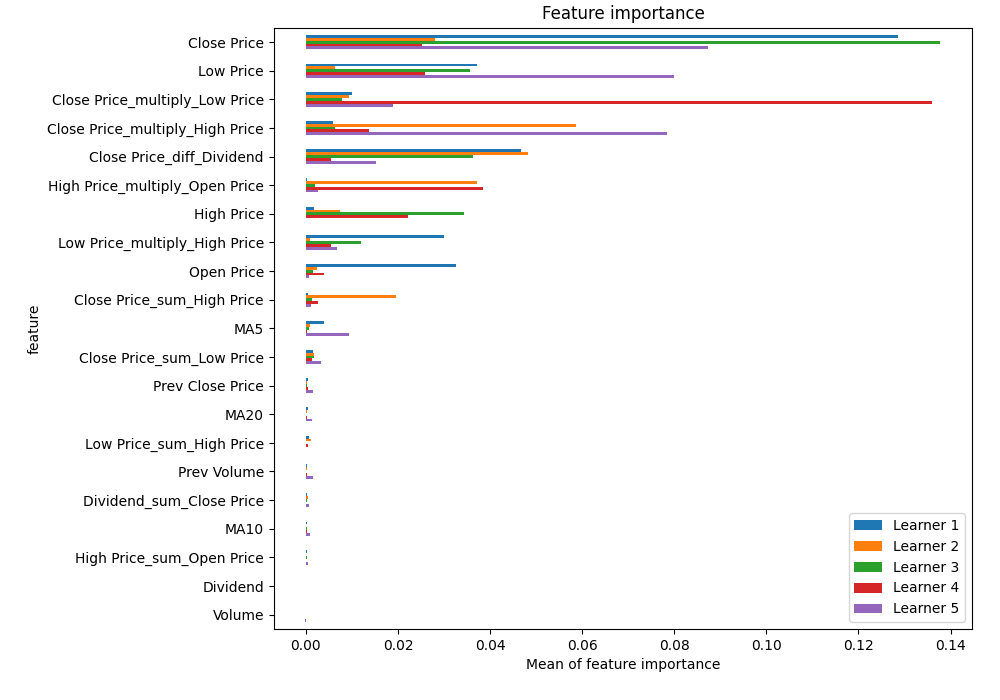 Feature importance
Close Price
Low Price
Close Price_multiply_Low Price
Close Price_multiply_High Price
Close Price_diff_Dividend
High Price_multiply_Open Price
High Price
Low Price_multiply_High Price
Open Price
Close Price_sum_High Price
MA5
Close Price_sum_Low Price
Prev Close Price
MA20
Low Price_sum_High Price
Prev Volume
Dividend_sum_Close Price
MA10
High Price_sum_Open Price
Dividend
Volume
feature
Learner 1
Learner 2
Learner 3
Learner 4
Learner 5
0.00 0.02 0.04 0.06 0.08 0.10 0.12 0.14
Mean of feature importance